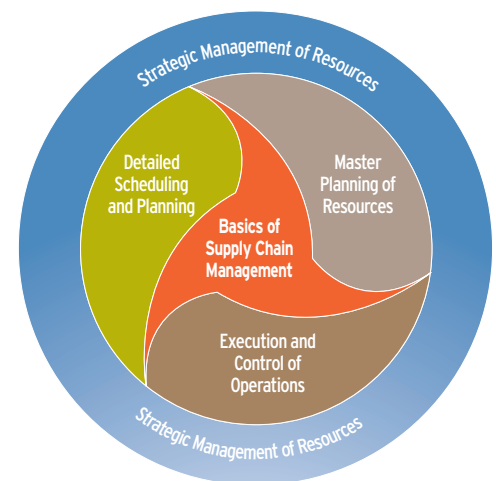 Strategic Management of Resources
Detailed
Scheduling
and Planning
Master
Planning of
Resources
Basics of
Supply Chain
Management
Execution and
Control of
Operations
Strategic Management of Resources